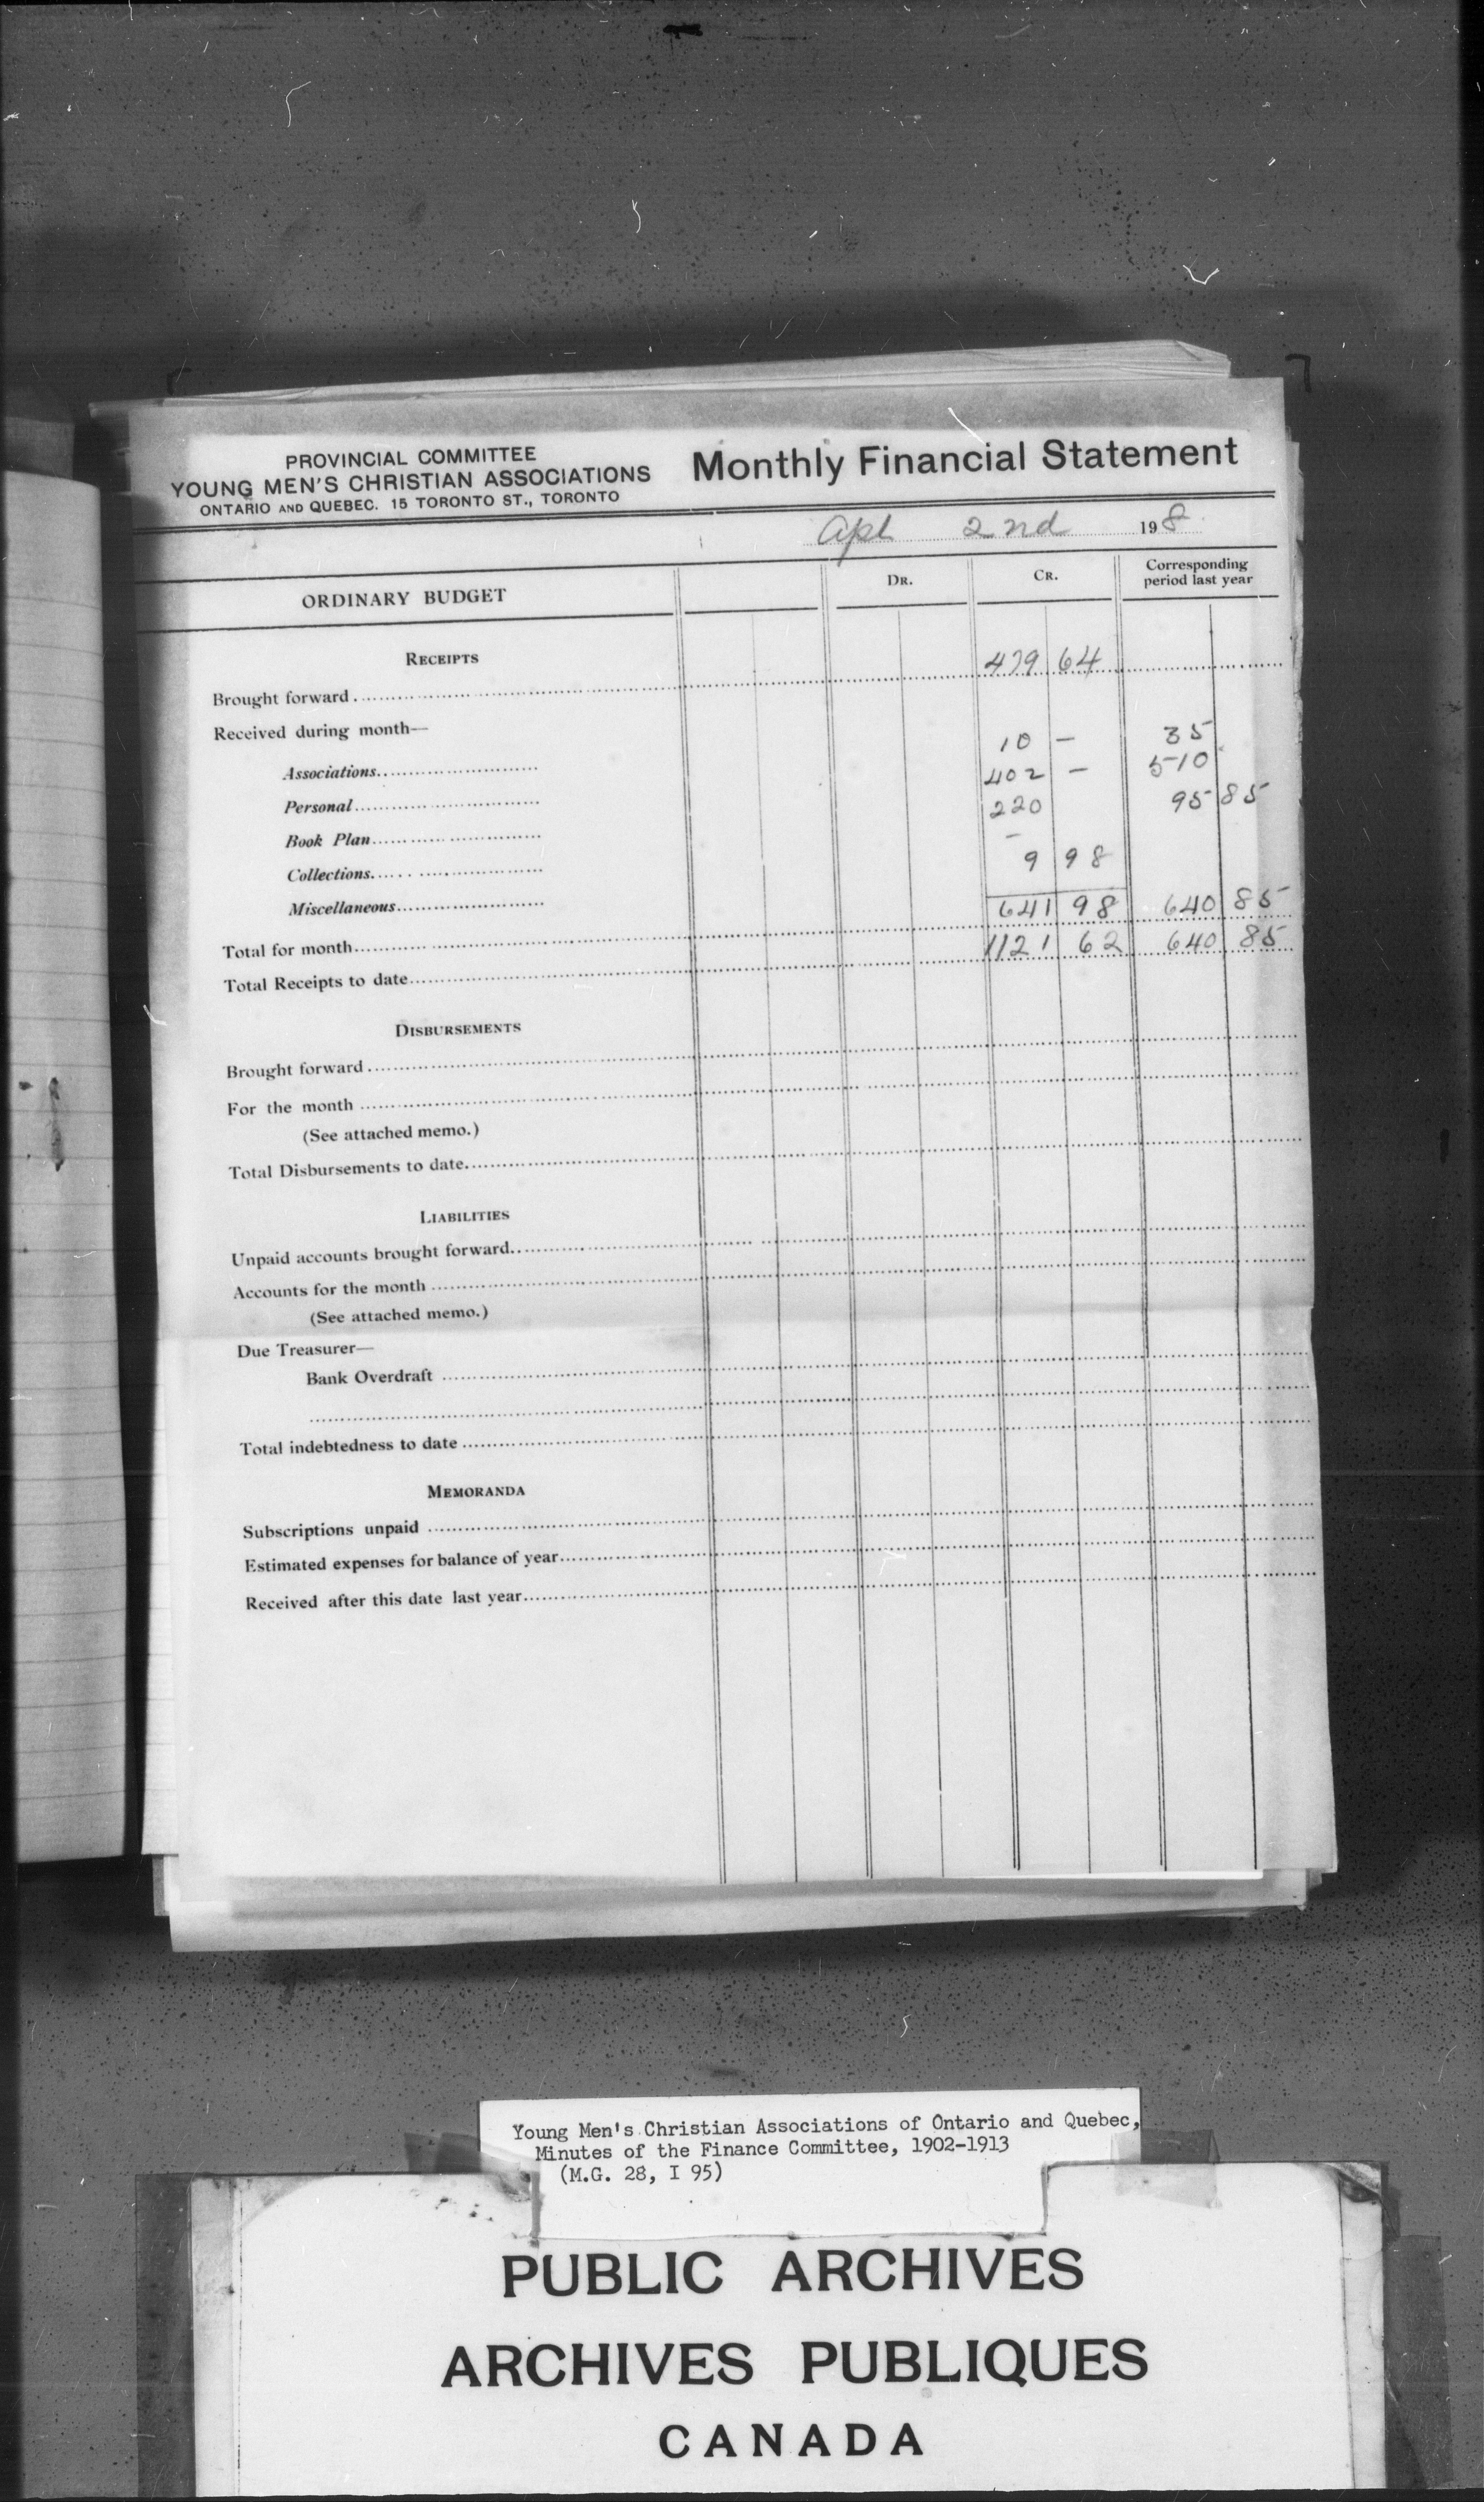 PROVINCIAL COMMITTEE
YOUNG MEN'S CHRISTIAN ASSOCIATIONS
ONTARIO AND QUEBEC. 15 TORONTO ST., TORONTO
Monthly Financial Statement
Apl 2nd 198
ORDINARY BUDGET Dr. Cr. Corresponding period last year
RECEIPTS
Brought forward 479 64
Received during month—
Associations 10 – 35
Personal 402 – 510
Book Plan 220 95 85
Collections –
Miscellaneous 9 98
Total for month 641 98 640 85
Total Receipts to date 1121 62 640 85
DISBURSEMENTS
Brought forward
For the month
(See attached memo.)
Total Disbursements to date
LIABILITIES
Unpaid accounts brought forward
Accounts for the month
(See attached memo.)
Due Treasurer—
Bank Overdraft
Total indebtedness to date
MEMORANDA
Subscriptions unpaid
Estimated expenses for balance of year
Received after this date last year
Young Men's Christian Associations of Ontario and Quebec,
Minutes of the Finance Committee, 1902-1913
(M.G. 28, I 95)
PUBLIC ARCHIVES
ARCHIVES PUBLIQUES
CANADA